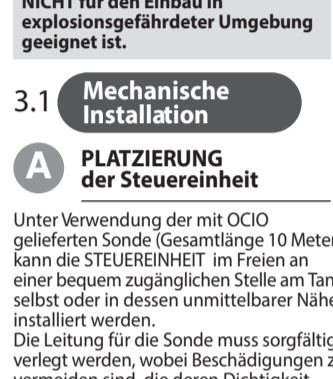 NICHT für den Einbau in
explosionsgefährdeter Umgebung
geeignet ist.
3.1 Mechanische
Installation
A PLATZIERUNG
der Steuereinheit
Unter Verwendung der mit OCIO
gelieferten Sonde (Gesamtlänge 10 Meter
kann die STEUEREINHEIT im Freien an
einer bequem zugänglichen Stelle am Tan
selbst oder in dessen unmittelbarer Nähe
installiert werden.
Die Leitung für die Sonde muss sorgfältig
verlegt werden, wobei Beschädigungen z
vermeiden sind, die deren Dichtigkeit